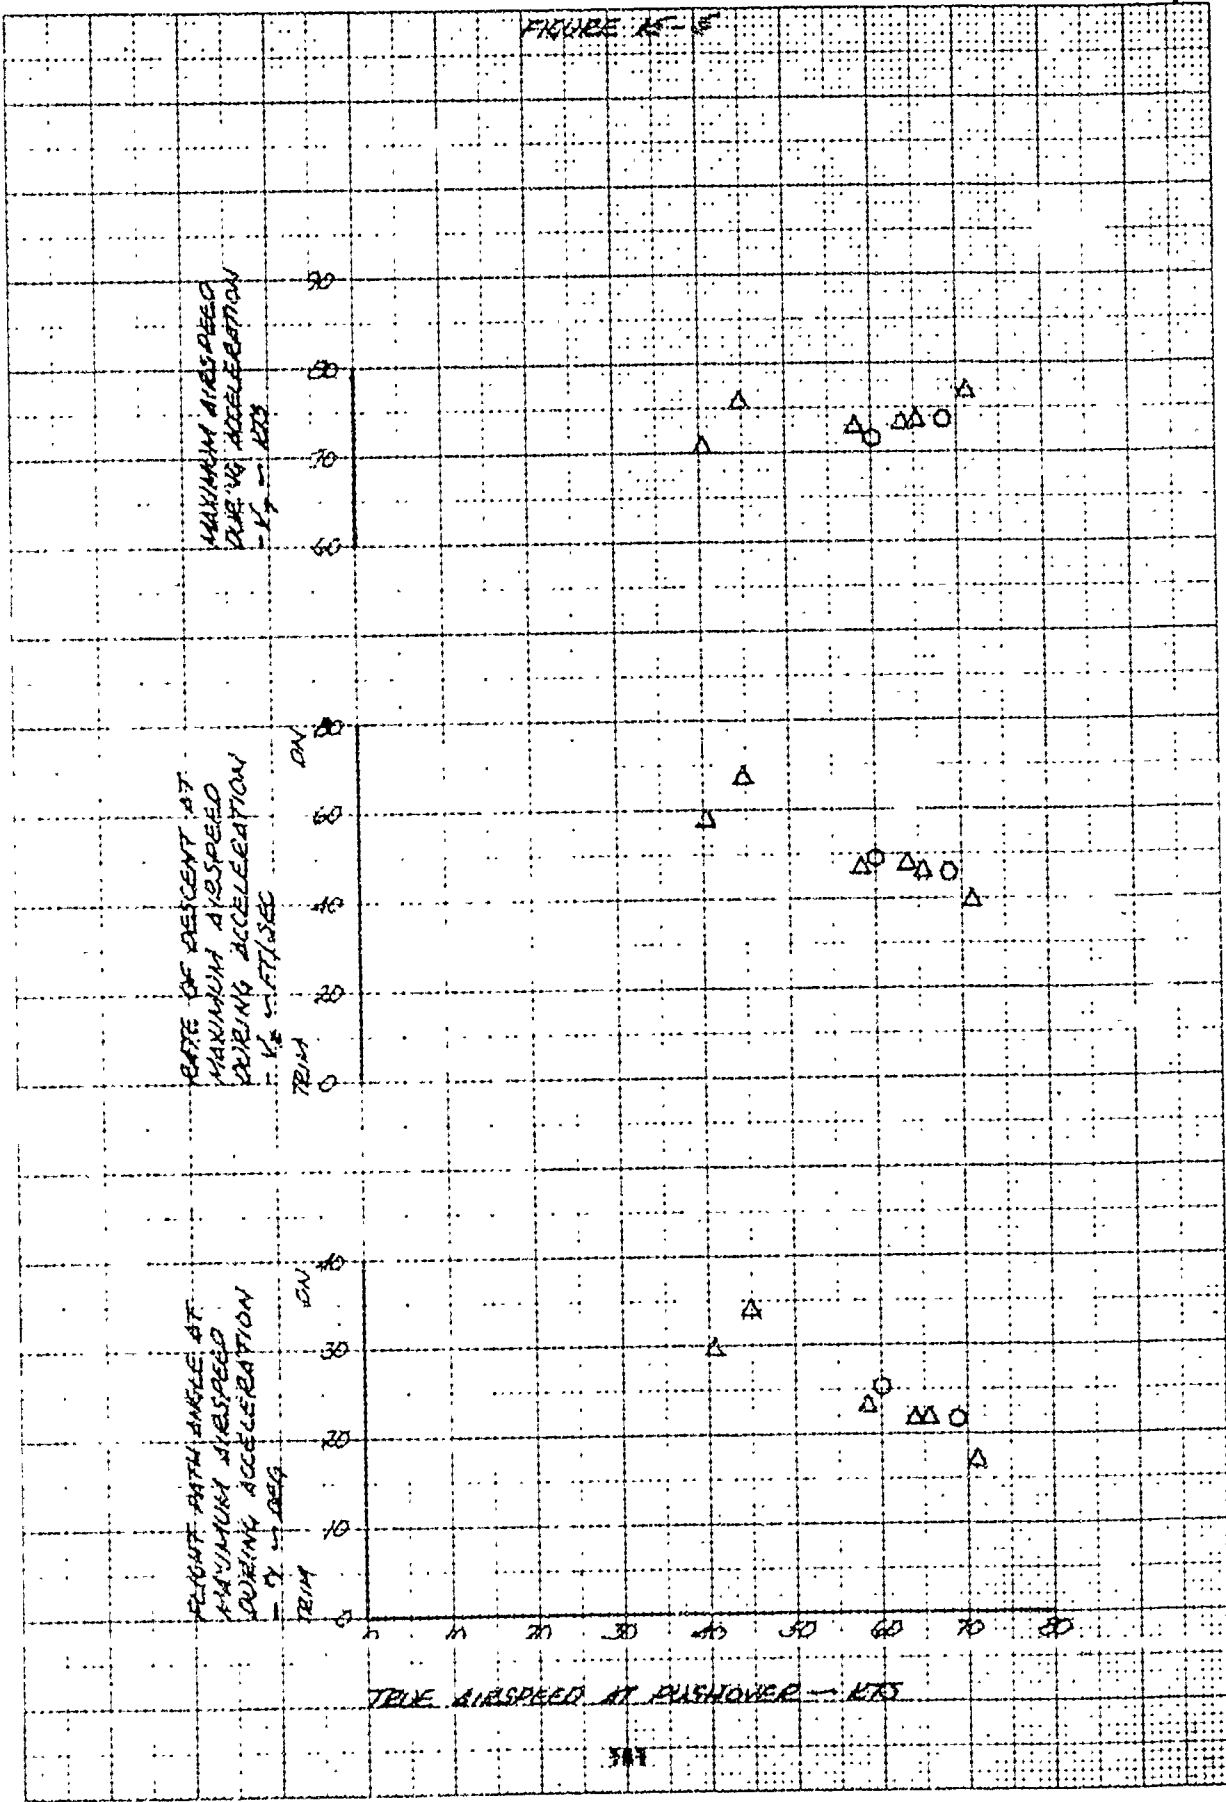 FIGURE 15-
MAXIMUM AIRSPEED
DURING ACCELERATION
- V_T ~ KTS
90
80
70
60
RATE OF DESCENT AT
MAXIMUM AIRSPEED
DURING ACCELERATION
- V_Z ~ FT/SEC
TRIM
DN
80
60
40
20
0
FLIGHT PATH ANGLE AT
MAXIMUM AIRSPEED
DURING ACCELERATION
- γ ~ DEG
TRIM
DN
40
30
20
10
0
0 10 20 30 40 50 60 70 80
TRUE AIRSPEED AT PUSHOVER ~ KTS